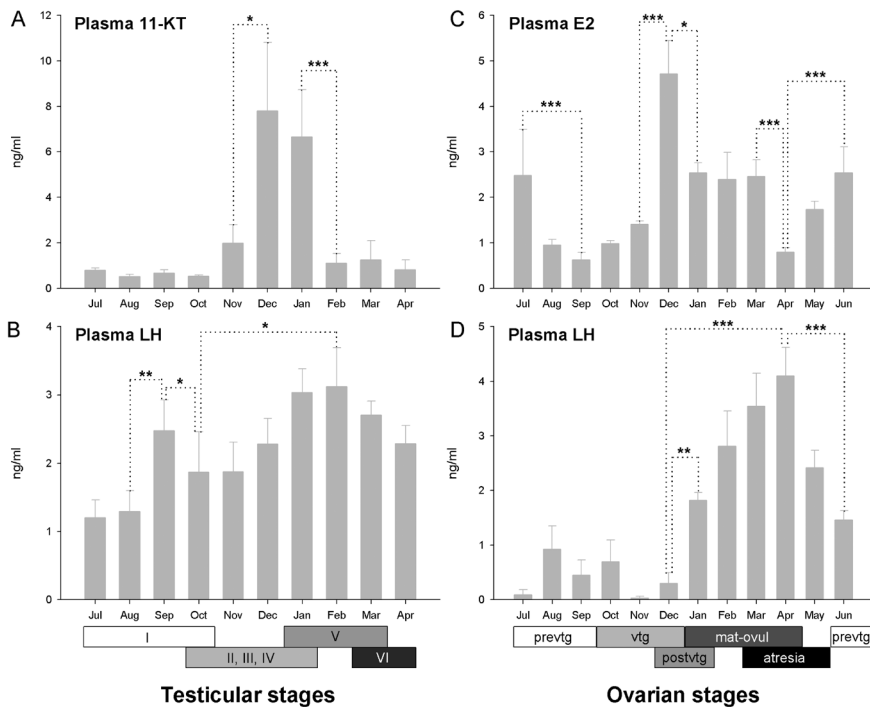 A
Plasma 11-KT
12
10
8
6
4
2
0
ng/ml
*
***
Jul Aug Sep Oct Nov Dec Jan Feb Mar Apr
B
Plasma LH
4
3
2
1
0
ng/ml
**
*
*
Jul Aug Sep Oct Nov Dec Jan Feb Mar Apr
I
V
II, III, IV
VI
Testicular stages
C
Plasma E2
6
5
4
3
2
1
0
ng/ml
***
***
*
***
***
Jul Aug Sep Oct Nov Dec Jan Feb Mar Apr May Jun
D
Plasma LH
5
4
3
2
1
0
ng/ml
***
***
**
Jul Aug Sep Oct Nov Dec Jan Feb Mar Apr May Jun
prevtg vtg mat-ovul prevtg
postvtg atresia
Ovarian stages